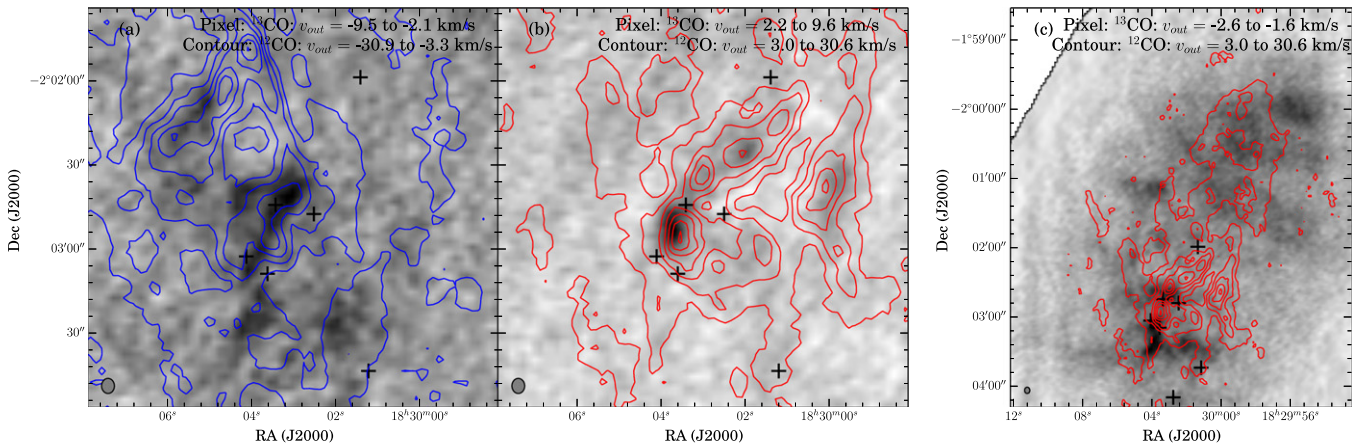 (a) Pixel: ¹³CO: v_out = -9.5 to -2.1 km/s
Contour: ¹²CO: v_out = -30.9 to -3.3 km/s
(b) Pixel: ¹³CO: v_out = 2.2 to 9.6 km/s
Contour: ¹²CO: v_out = 3.0 to 30.6 km/s
Pixel: ¹³CO: v_out = -2.6 to -1.6 km/s
(c) Contour: ¹²CO: v_out = 3.0 to 30.6 km/s
Dec (J2000)
−2°02'00"
30"
03'00"
30"
06ˢ 04ˢ 02ˢ 18ʰ30ᵐ00ˢ
RA (J2000)
06ˢ 04ˢ 02ˢ 18ʰ30ᵐ00ˢ
RA (J2000)
Dec (J2000)
−1°59'00"
−2°00'00"
01'00"
02'00"
03'00"
04'00"
12ˢ 08ˢ 04ˢ 30ᵐ00ˢ 18ʰ29ᵐ56ˢ
RA (J2000)